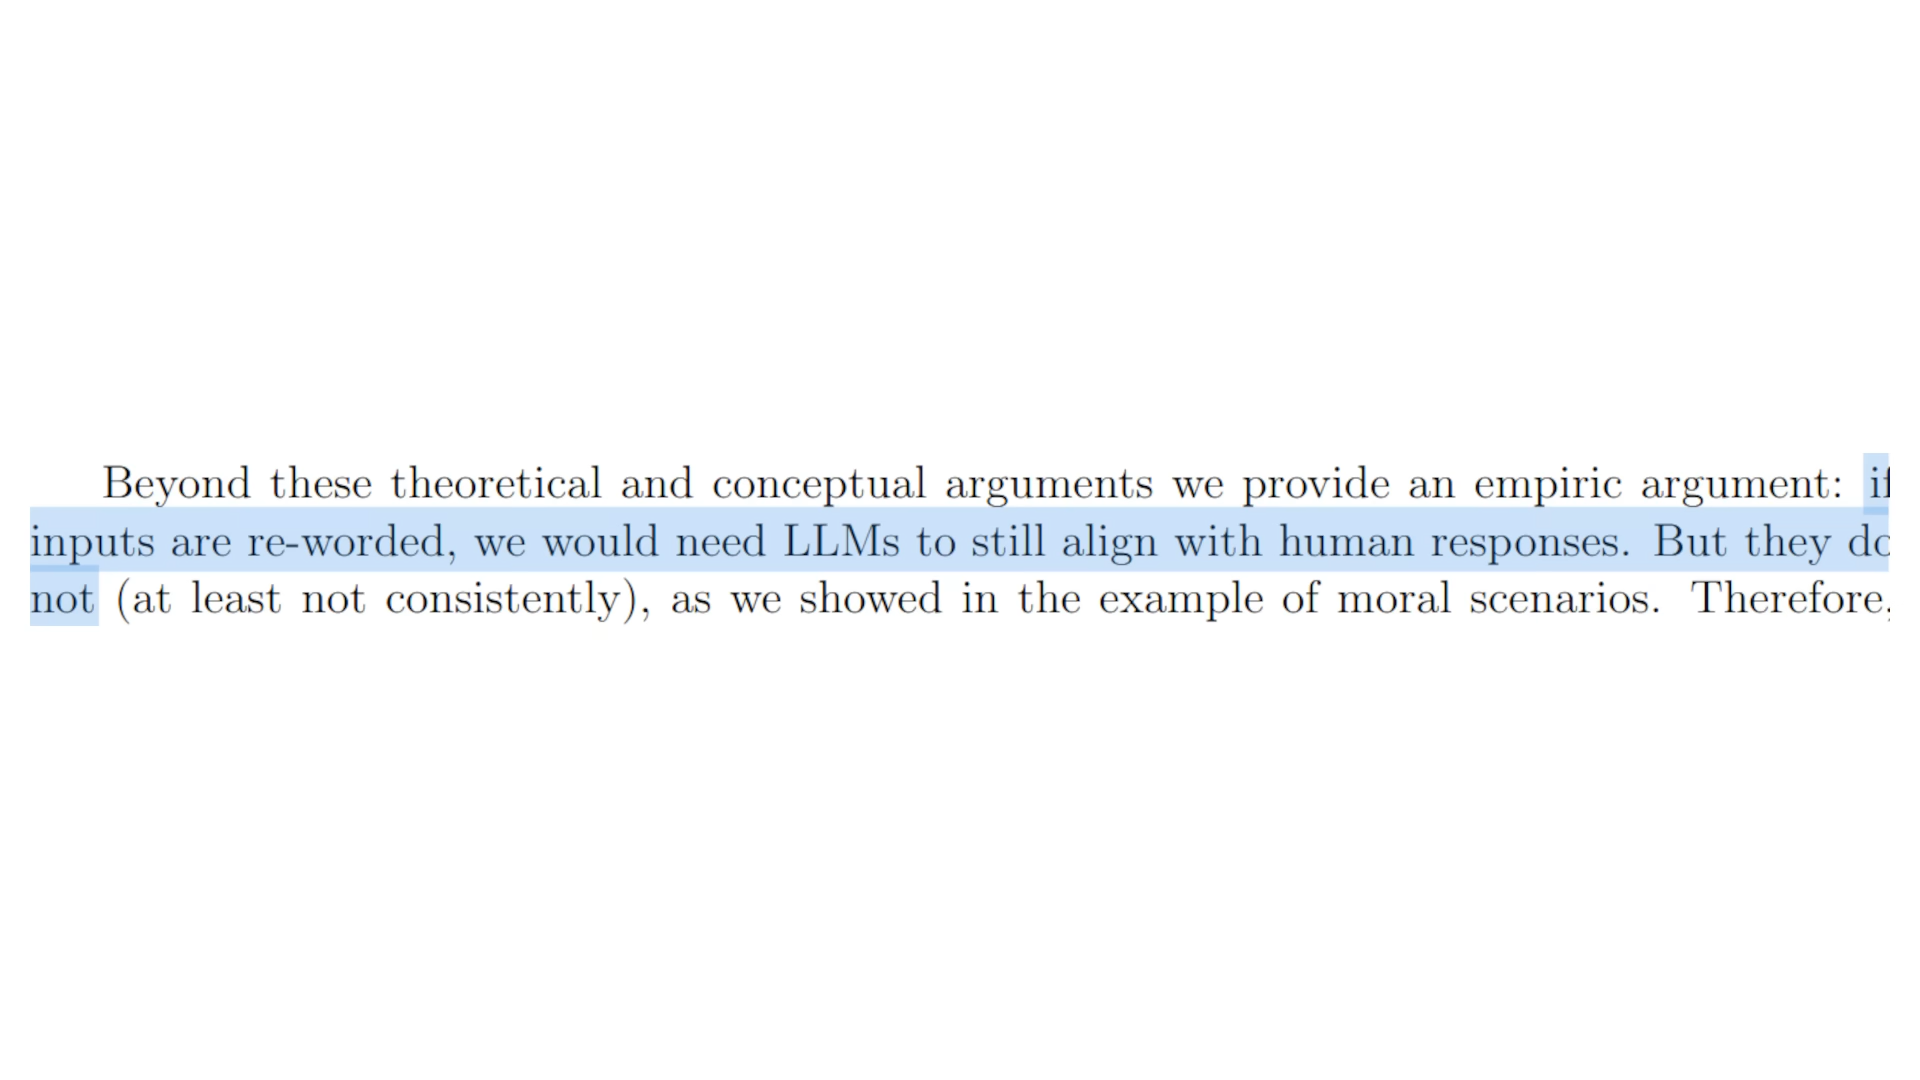 Beyond these theoretical and conceptual arguments we provide an empiric argument: if
inputs are re-worded, we would need LLMs to still align with human responses. But they do
not (at least not consistently), as we showed in the example of moral scenarios. Therefore,